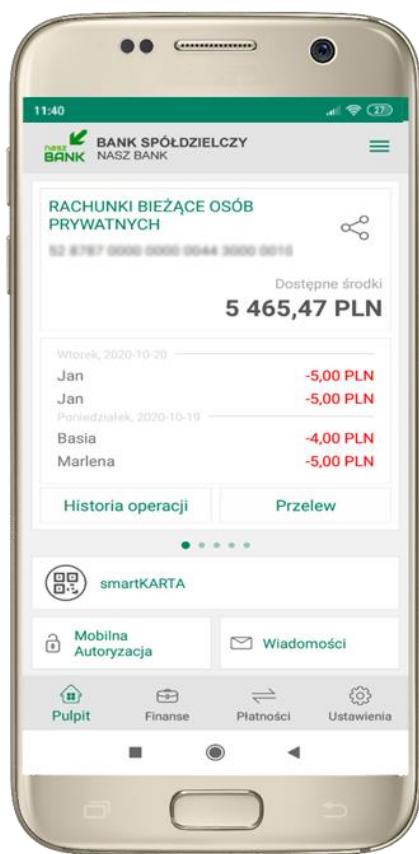 11:40
27
nasz
BANK
BANK SPÓŁDZIELCZY
NASZ BANK
RACHUNKI BIEŻĄCE OSÓB
PRYWATNYCH
Dostępne środki
5 465,47 PLN
Wtorek, 2020-10-20
Jan -5,00 PLN
Jan -5,00 PLN
Poniedziałek, 2020-10-19
Basia -4,00 PLN
Marlena -5,00 PLN
Historia operacji Przelew
smartKARTA
Mobilna
Autoryzacja
Wiadomości
Pulpit Finanse Płatności Ustawienia